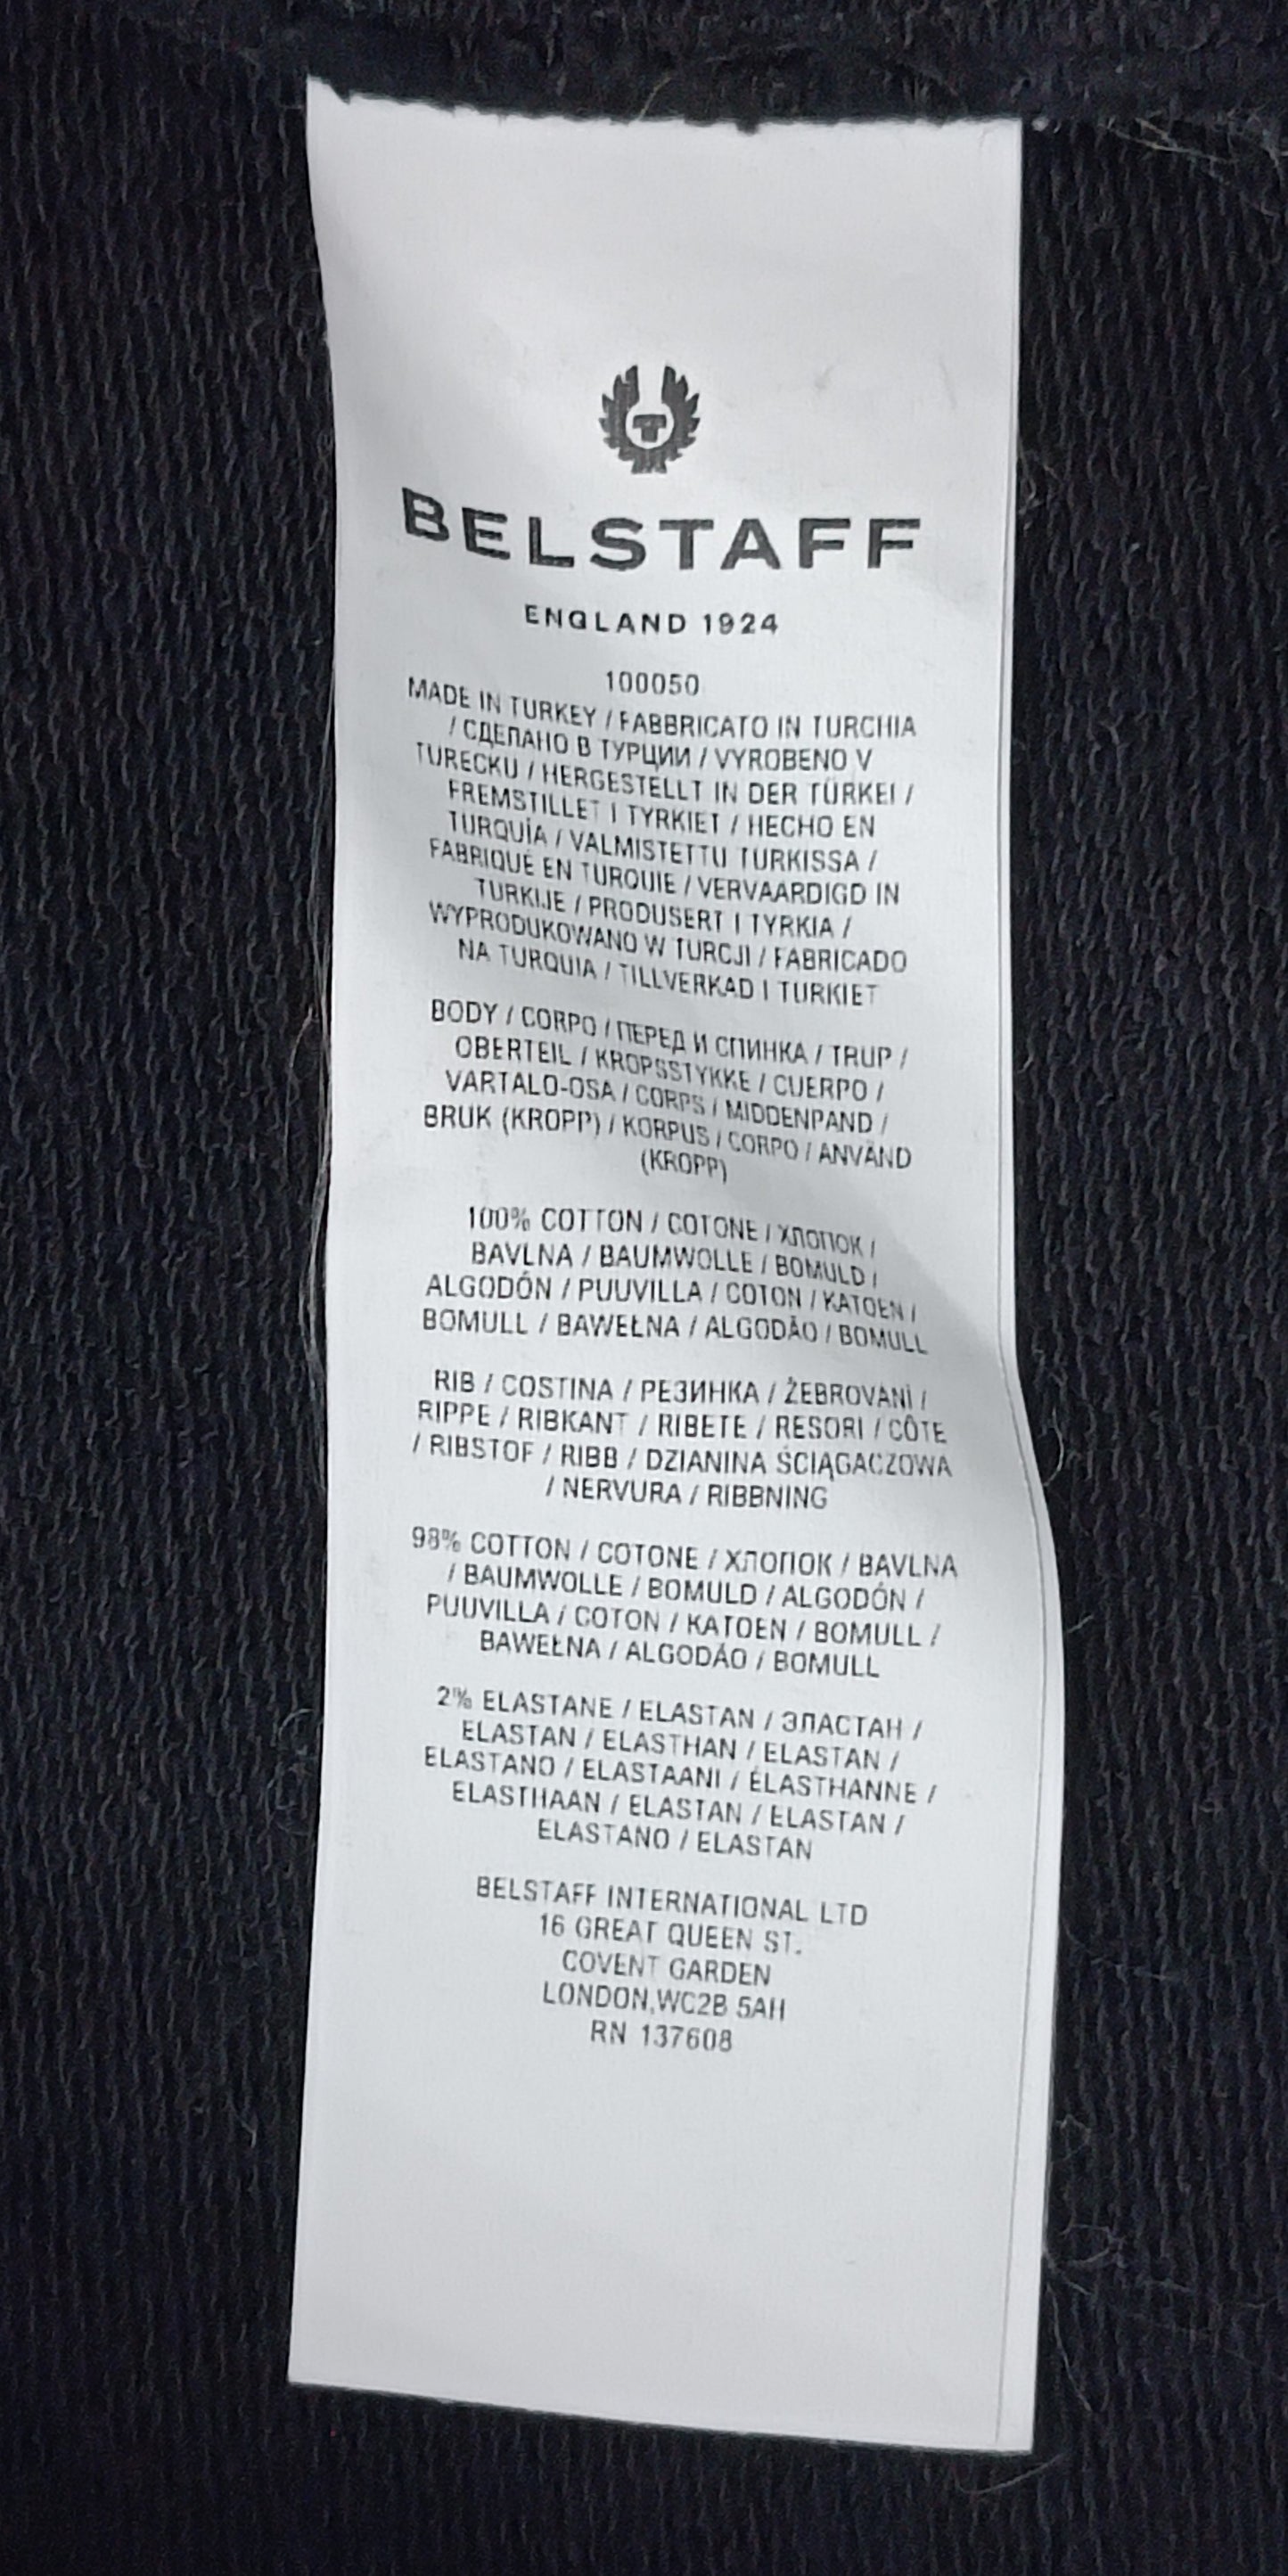 BELSTAFF
ENGLAND 1924
100050
MADE IN TURKEY / FABBRICATO IN TURCHIA
/ СДЕЛАНО В ТУРЦИИ / VYROBENO V
TURECKU / HERGESTELLT IN DER TÜRKEI /
FREMSTILLET I TYRKIET / HECHO EN
TURQUÍA / VALMISTETTU TURKISSA /
FABRIQUÉ EN TURQUIE / VERVAARDIGD IN
TURKIJE / PRODUSERT I TYRKIA /
WYPRODUKOWANO W TURCJI / FABRICADO
NA TURQUIA / TILLVERKAD I TURKIET
BODY / CORPO / ПЕРЕД И СПИНКА / TRUP /
OBERTEIL / KROPSSTYKKE / CUERPO /
VARTALO-OSA / CORPS / MIDDENPAND /
BRUK (KROPP) / KORPUS / CORPO / ANVÄND
(KROPP)
100% COTTON / COTONE / ХЛОПОК /
BAVLNA / BAUMWOLLE / BOMULD /
ALGODÓN / PUUVILLA / COTON / KATOEN /
BOMULL / BAWEŁNA / ALGODÃO / BOMULL
RIB / COSTINA / РЕЗИНКА / ŽEBROVÁNÍ /
RIPPE / RIBKANT / RIBETE / RESORI / CÔTE
/ RIBSTOF / RIBB / DZIANINA ŚCIĄGACZOWA
/ NERVURA / RIBBNING
98% COTTON / COTONE / ХЛОПОК / BAVLNA
/ BAUMWOLLE / BOMULD / ALGODÓN /
PUUVILLA / COTON / KATOEN / BOMULL /
BAWEŁNA / ALGODÃO / BOMULL
2% ELASTANE / ELASTAN / ЭЛАСТАН /
ELASTAN / ELASTHAN / ELASTAN /
ELASTANO / ELASTAANI / ÉLASTHANNE /
ELASTHAAN / ELASTAN / ELASTAN /
ELASTANO / ELASTAN
BELSTAFF INTERNATIONAL LTD
16 GREAT QUEEN ST.
COVENT GARDEN
LONDON,WC2B 5AH
RN 137608